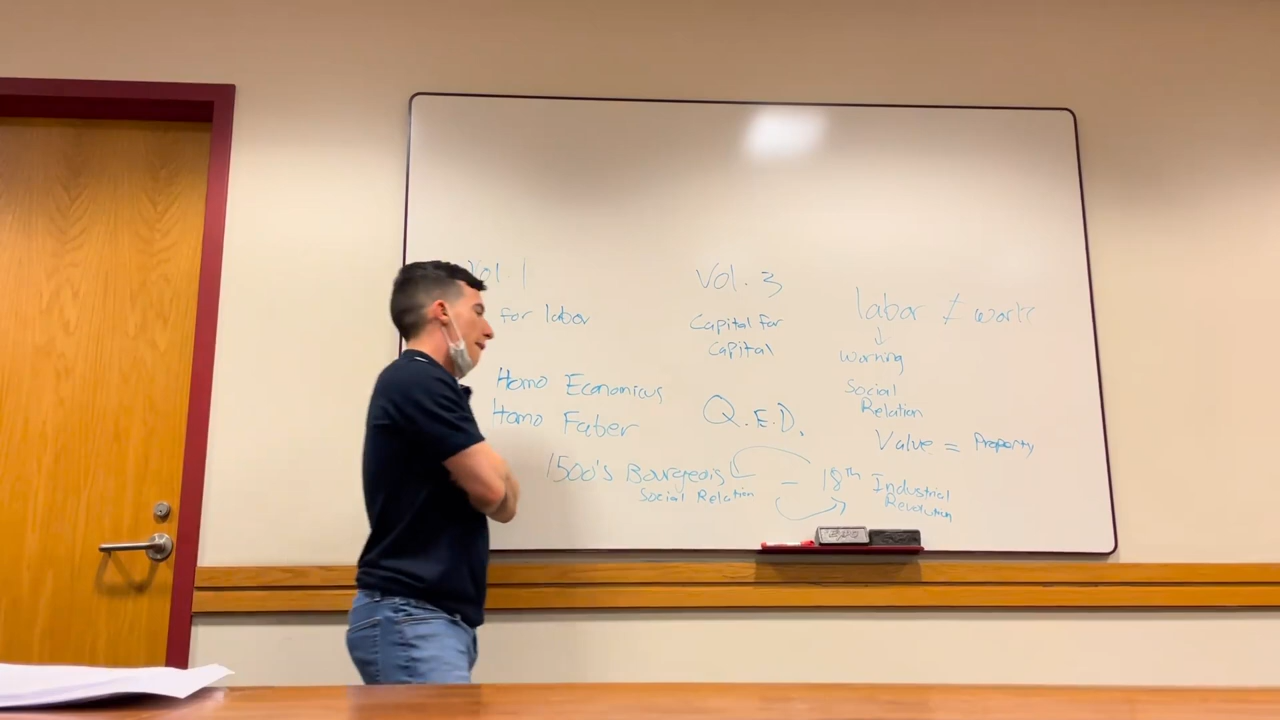 Vol. 1
for labor
Homo Economicus
Homo Faber
Vol. 3
Capital for
Capital
Q.E.D.
labor ≠ work
↓
Working
Social
Relation
Value = Property
1500's Bourgeois – 18th Industrial
Social Relation
Revolution